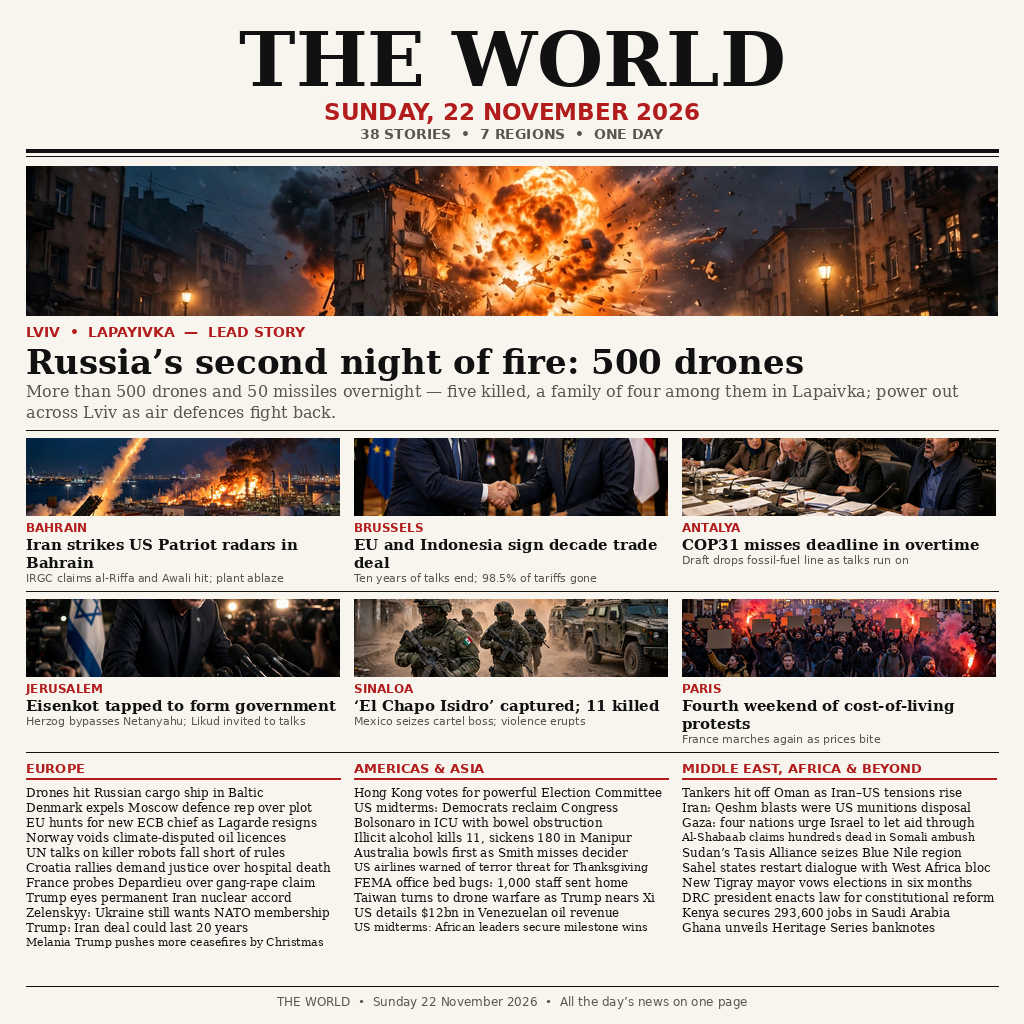 THE WORLD
SUNDAY, 22 NOVEMBER 2026
38 STORIES • 7 REGIONS • ONE DAY
LVIV • LAPAYIVKA — LEAD STORY
Russia’s second night of fire: 500 drones
More than 500 drones and 50 missiles overnight — five killed, a family of four among them in Lapaivka; power out
across Lviv as air defences fight back.
BAHRAIN
Iran strikes US Patriot radars in
Bahrain
IRGC claims al-Riffa and Awali hit; plant ablaze
BRUSSELS
EU and Indonesia sign decade trade
deal
Ten years of talks end; 98.5% of tariffs gone
ANTALYA
COP31 misses deadline in overtime
Draft drops fossil-fuel line as talks run on
JERUSALEM
Eisenkot tapped to form government
Herzog bypasses Netanyahu; Likud invited to talks
SINALOA
‘El Chapo Isidro’ captured; 11 killed
Mexico seizes cartel boss; violence erupts
PARIS
Fourth weekend of cost-of-living
protests
France marches again as prices bite
EUROPE
Drones hit Russian cargo ship in Baltic
Denmark expels Moscow defence rep over plot
EU hunts for new ECB chief as Lagarde resigns
Norway voids climate-disputed oil licences
UN talks on killer robots fall short of rules
Croatia rallies demand justice over hospital death
France probes Depardieu over gang-rape claim
Trump eyes permanent Iran nuclear accord
Zelenskyy: Ukraine still wants NATO membership
Trump: Iran deal could last 20 years
Melania Trump pushes more ceasefires by Christmas
AMERICAS & ASIA
Hong Kong votes for powerful Election Committee
US midterms: Democrats reclaim Congress
Bolsonaro in ICU with bowel obstruction
Illicit alcohol kills 11, sickens 180 in Manipur
Australia bowls first as Smith misses decider
US airlines warned of terror threat for Thanksgiving
FEMA office bed bugs: 1,000 staff sent home
Taiwan turns to drone warfare as Trump nears Xi
US details $12bn in Venezuelan oil revenue
US midterms: African leaders secure milestone wins
MIDDLE EAST, AFRICA & BEYOND
Tankers hit off Oman as Iran–US tensions rise
Iran: Qeshm blasts were US munitions disposal
Gaza: four nations urge Israel to let aid through
Al-Shabaab claims hundreds dead in Somali ambush
Sudan’s Tasis Alliance seizes Blue Nile region
Sahel states restart dialogue with West Africa bloc
New Tigray mayor vows elections in six months
DRC president enacts law for constitutional reform
Kenya secures 293,600 jobs in Saudi Arabia
Ghana unveils Heritage Series banknotes
THE WORLD • Sunday 22 November 2026 • All the day’s news on one page